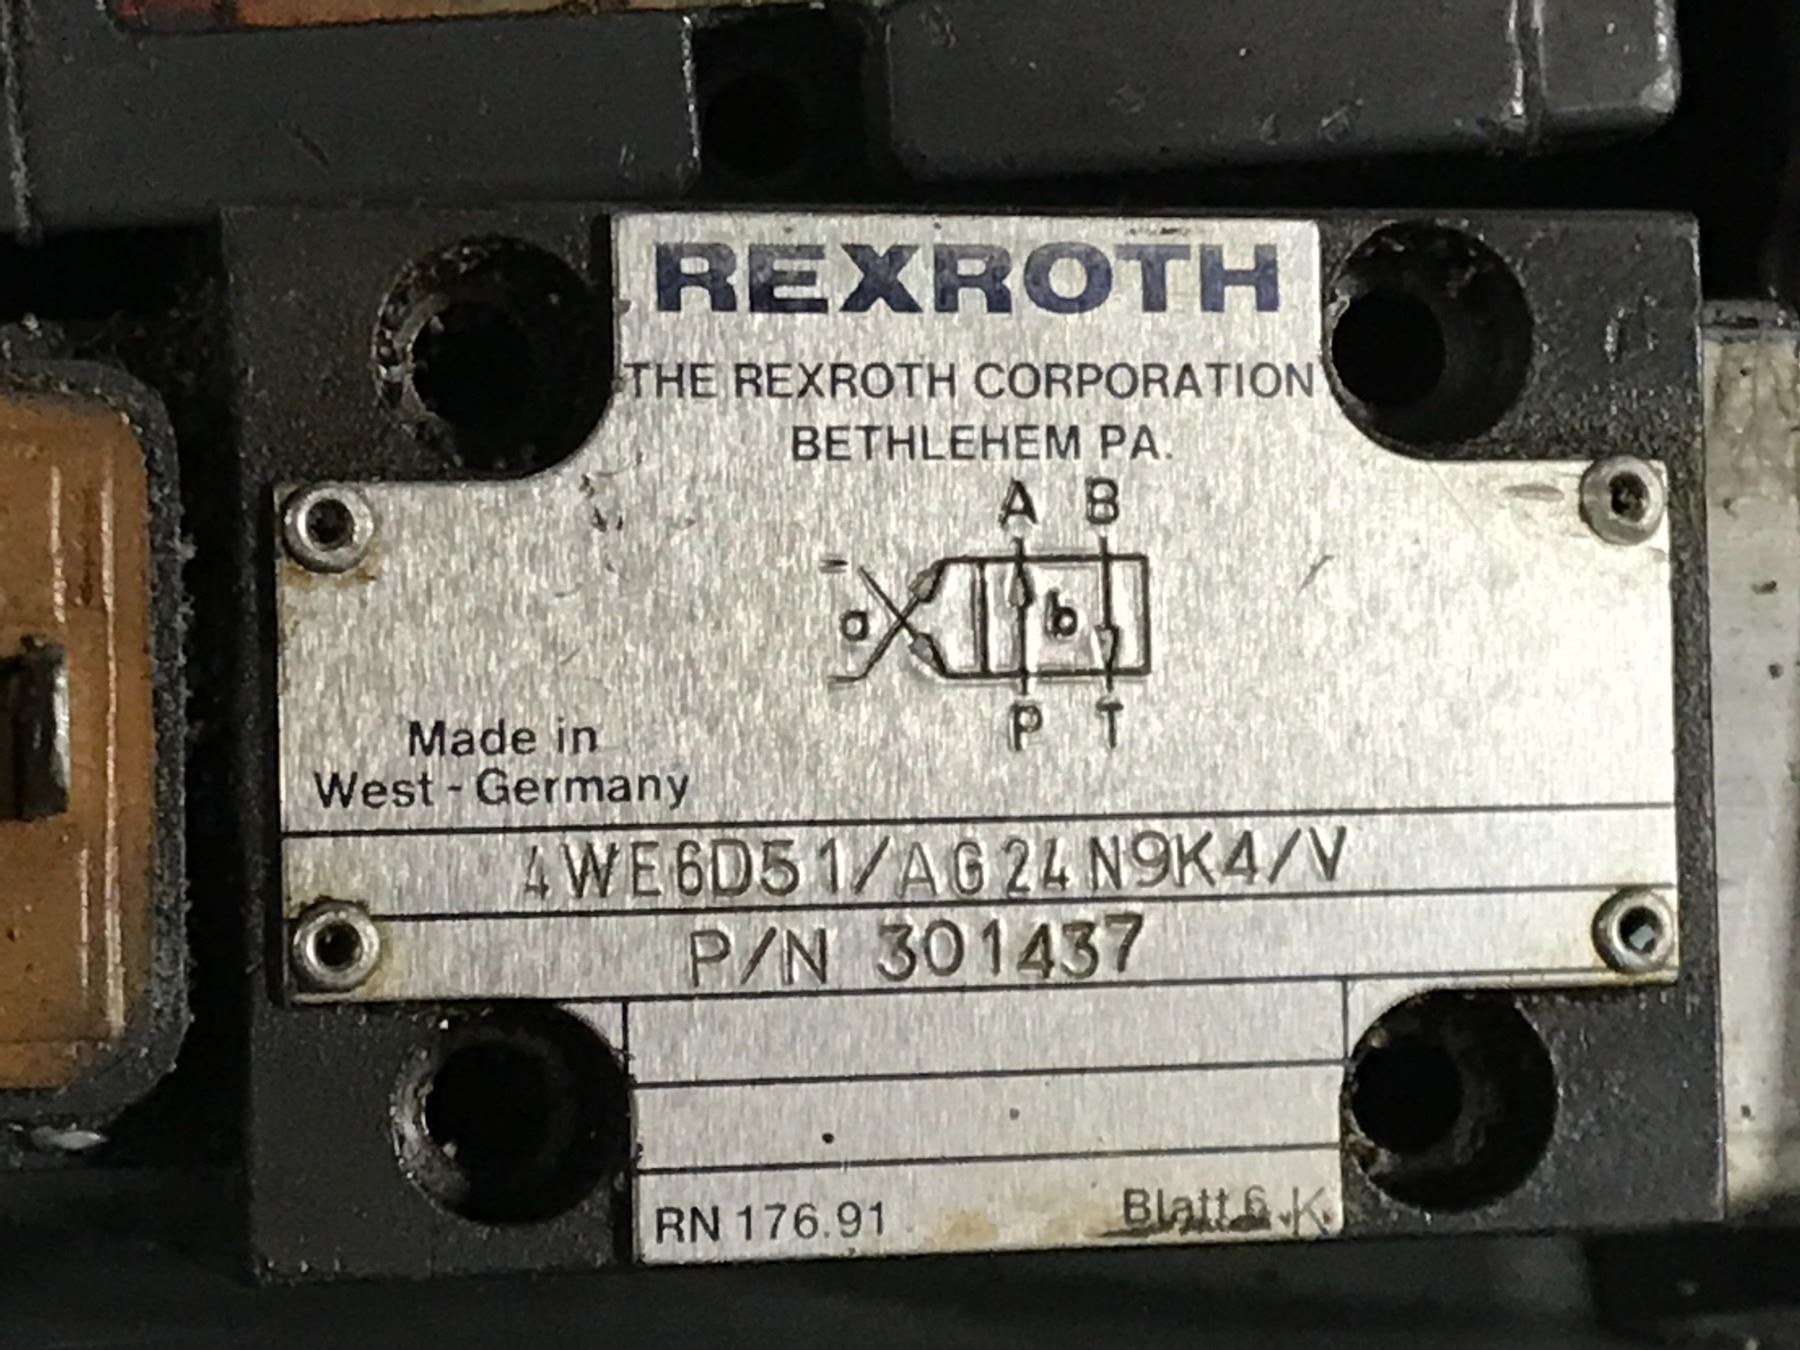 REXROTH
THE REXROTH CORPORATION
BETHLEHEM PA.
A B
a b
P T
Made in
West-Germany
4WE6D51/AG24N9K4/V
P/N 301437
RN 176.91 Blatt 6.K.